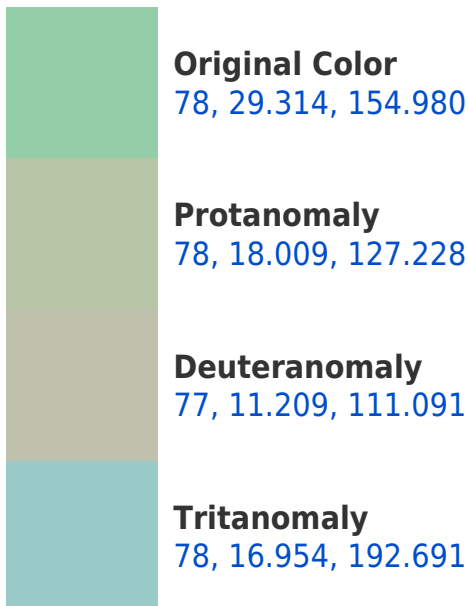 Original Color
78, 29.314, 154.980
Protanomaly
78, 18.009, 127.228
Deuteranomaly
77, 11.209, 111.091
Tritanomaly
78, 16.954, 192.691